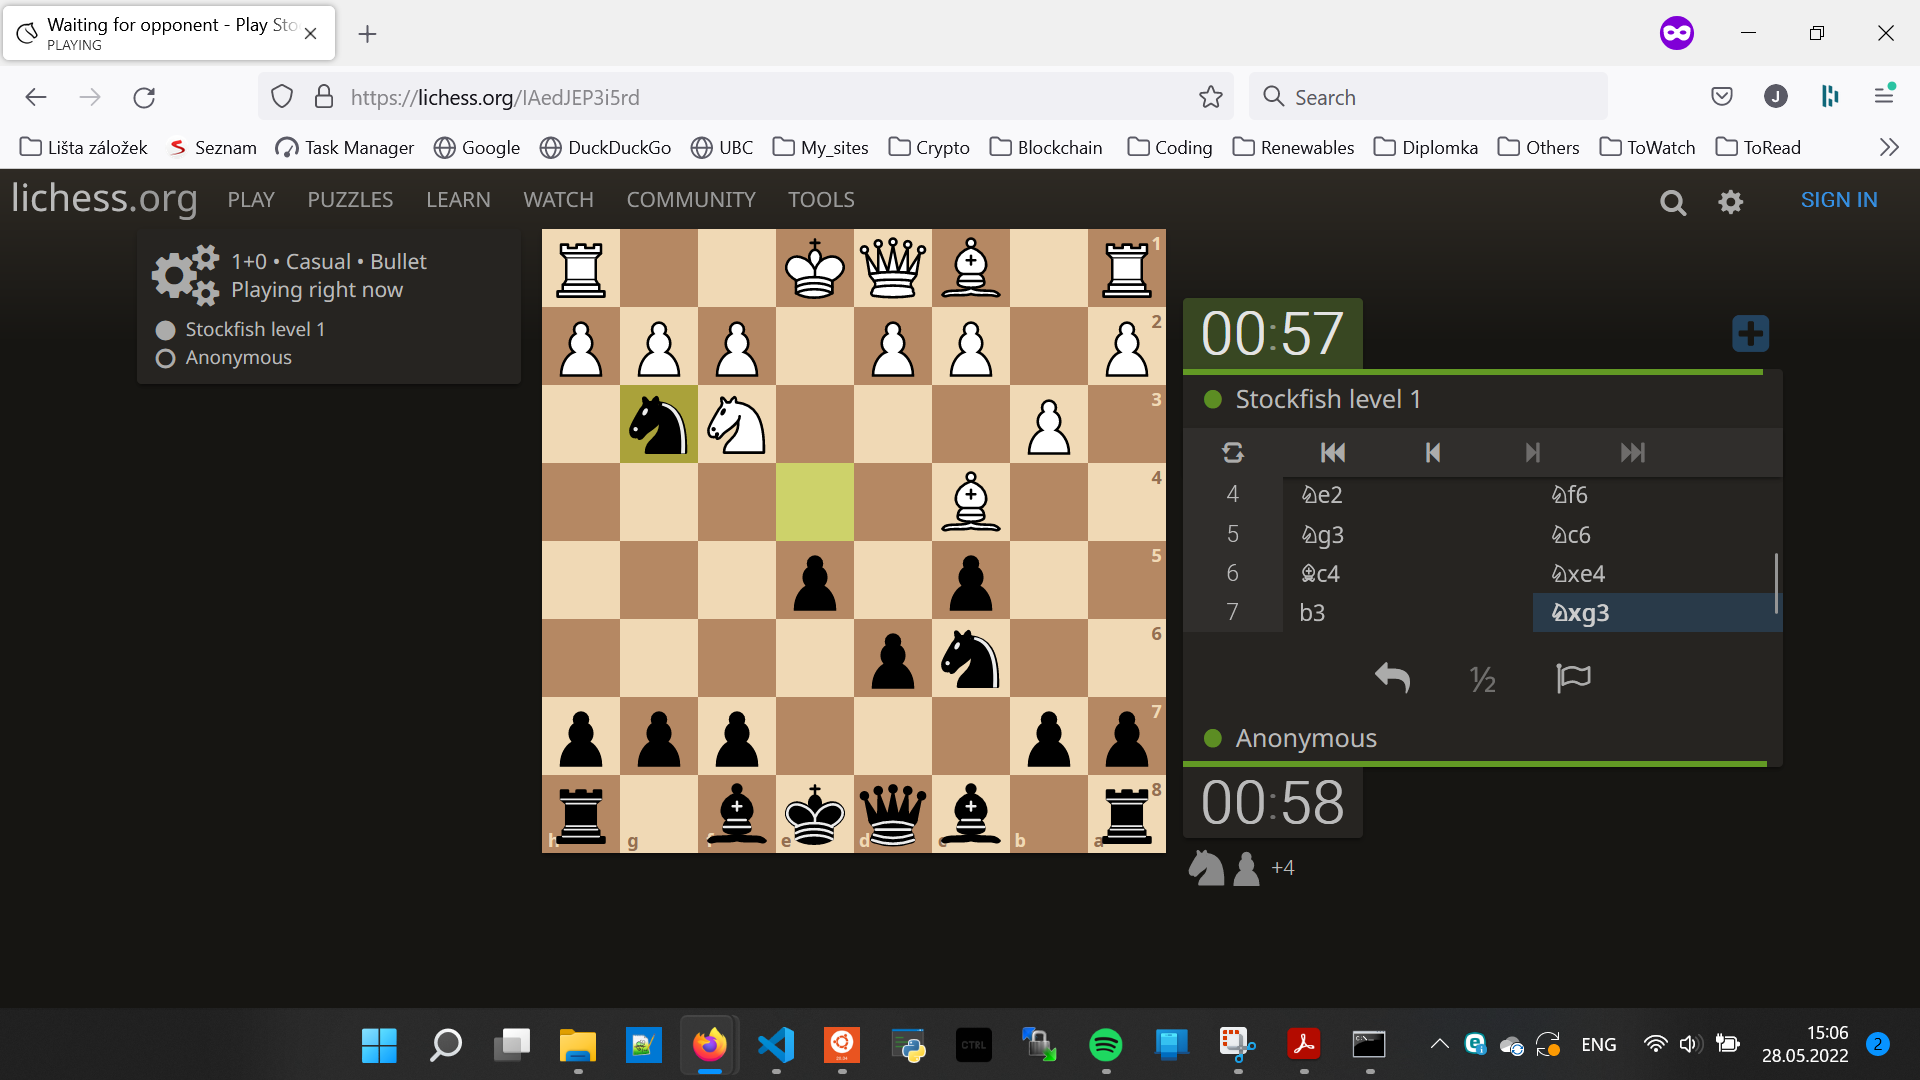 Waiting for opponent - Play Sto
PLAYING
https://lichess.org/IAedJEP3i5rd
Search
Lišta záložek
Seznam
Task Manager
Google
DuckDuckGo
UBC
My_sites
Crypto
Blockchain
Coding
Renewables
Diplomka
Others
ToWatch
ToRead
lichess.org
PLAY
PUZZLES
LEARN
WATCH
COMMUNITY
TOOLS
SIGN IN
1+0 • Casual • Bullet
Playing right now
Stockfish level 1
Anonymous
1
2
3
4
5
6
7
8
h
g
f
e
d
c
b
a
00:57
Stockfish level 1
4 ♘e2 ♘f6
5 ♘g3 ♘c6
6 ♗c4 ♘xe4
7 b3 ♘xg3
½
Anonymous
00:58
+4
J
CTRL
ENG
15:06
28.05.2022
2